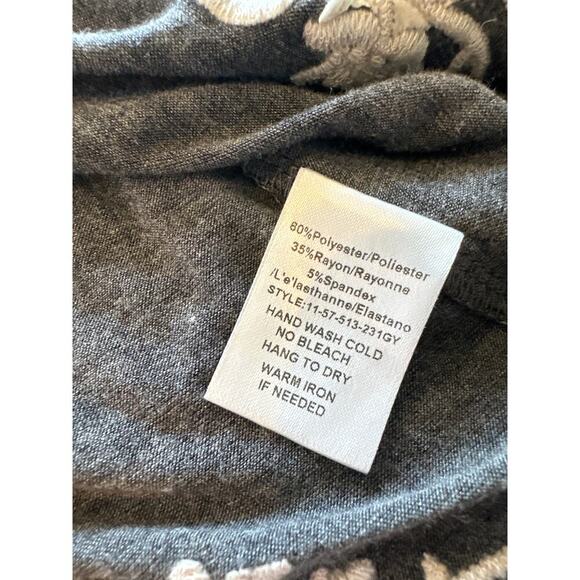 60%Polyester/Poliester
35%Rayon/Rayonne
5%Spandex
/L'e'lasthanne/Elastano
STYLE:11-57-513-231GY
HAND WASH COLD
NO BLEACH
HANG TO DRY
WARM IRON
IF NEEDED